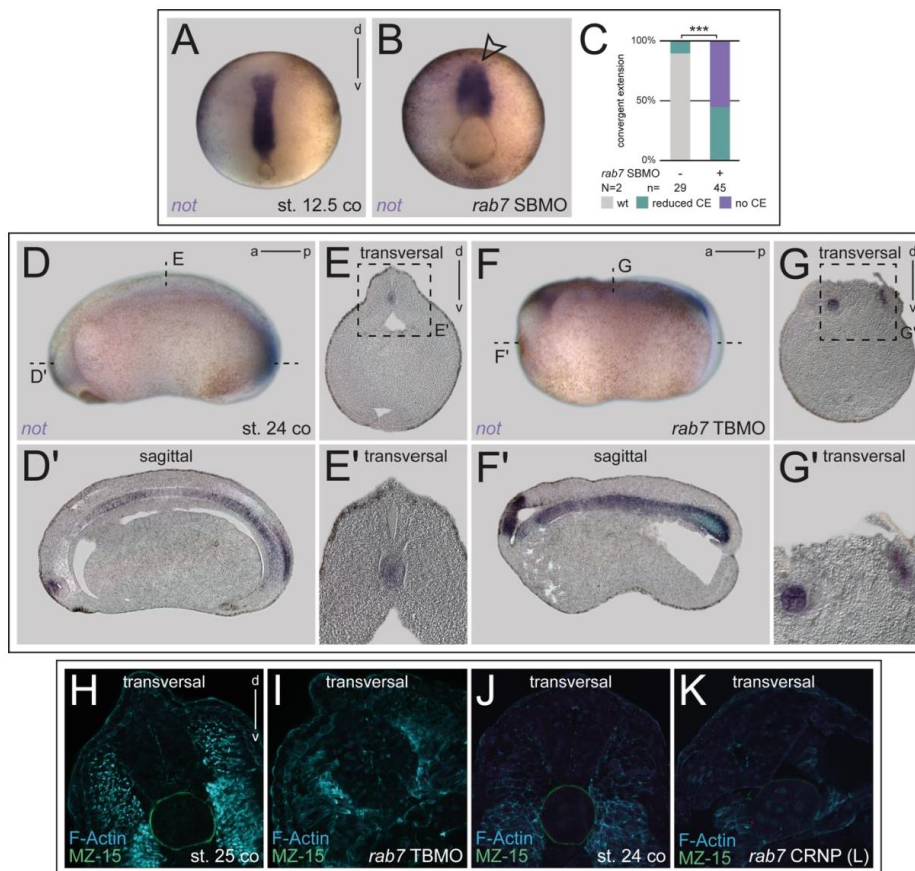 A
d
v
not
st. 12.5 co
B
not
rab7 SBMO
C
***
100%
50%
0%
convergent extension
rab7 SBMO - +
N=2 n= 29 45
wt reduced CE no CE
D
a p
E
D'
not
st. 24 co
E
transversal
d
v
E'
F
a p
G
F'
not
rab7 TBMO
G
transversal
d
v
G'
D'
sagittal
E'
transversal
F'
sagittal
G'
transversal
H
transversal
d
v
F-Actin
MZ-15
st. 25 co
I
transversal
F-Actin
MZ-15
rab7 TBMO
J
transversal
F-Actin
MZ-15
st. 24 co
K
transversal
F-Actin
MZ-15
rab7 CRNP (L)